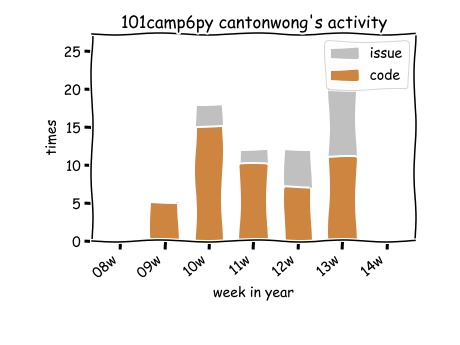 101camp6py cantonwong's activity
issue
code
times
25
20
15
10
5
0
08w 09w 10w 11w 12w 13w 14w
week in year